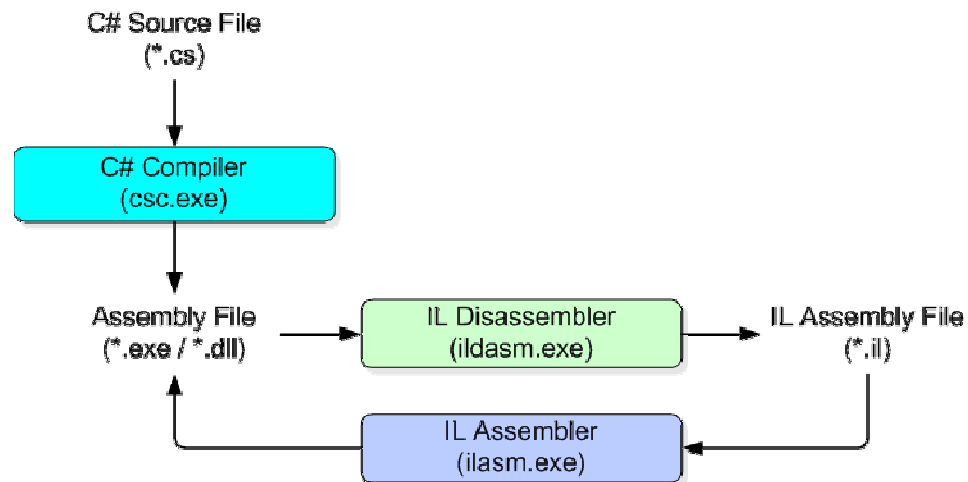 C# Source File
(*.cs)
C# Compiler
(csc.exe)
Assembly File
(*.exe / *.dll)
IL Disassembler
(ildasm.exe)
IL Assembly File
(*.il)
IL Assembler
(ilasm.exe)